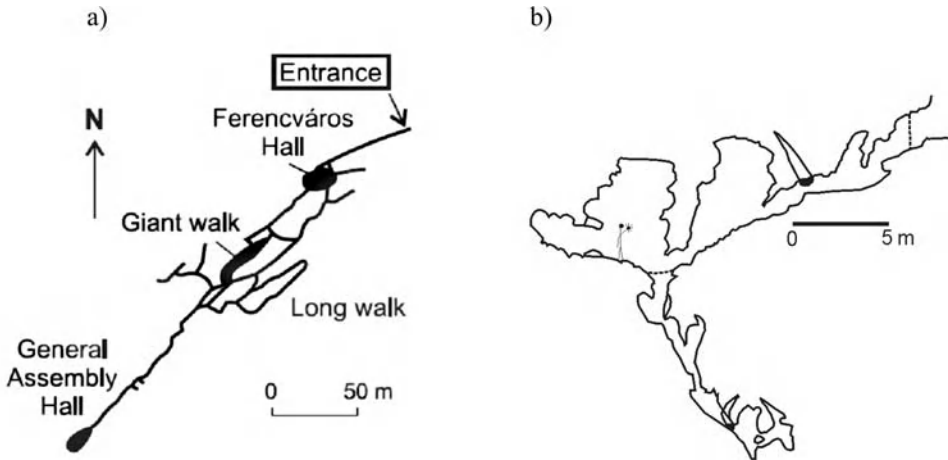 a)
b)
Entrance
N
Ferencváros
Hall
Giant walk
0 5 m
Long walk
General
Assembly
Hall
0 50 m